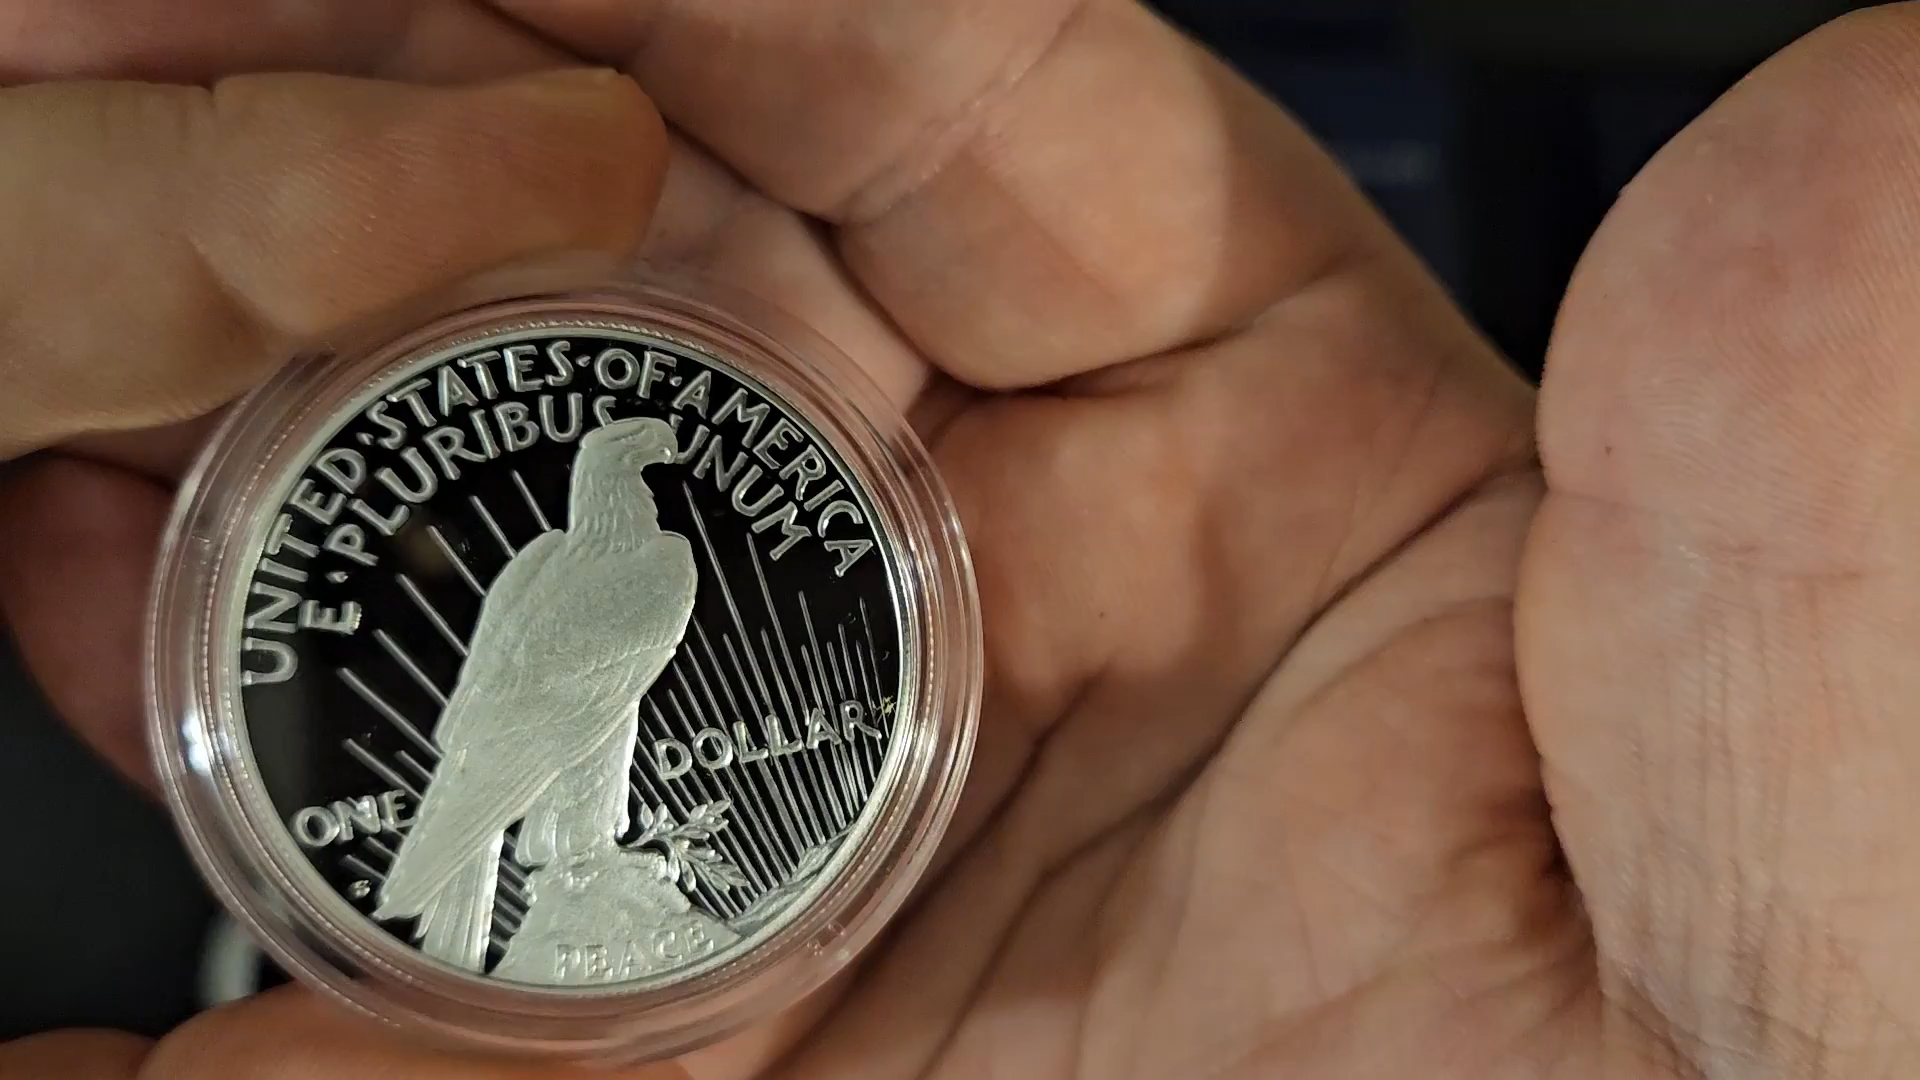 UNITED·STATES·OF·AMERICA
E·PLURIBUS UNUM
ONE DOLLAR
S
PEACE